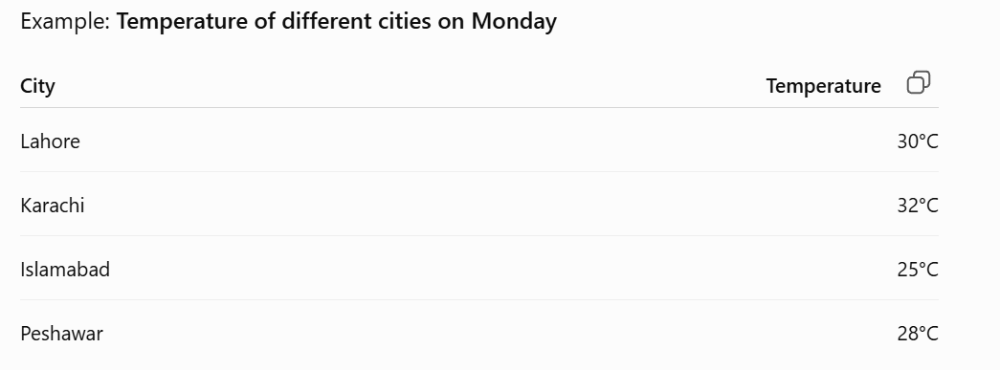 Example: Temperature of different cities on Monday
City Temperature
Lahore 30°C
Karachi 32°C
Islamabad 25°C
Peshawar 28°C